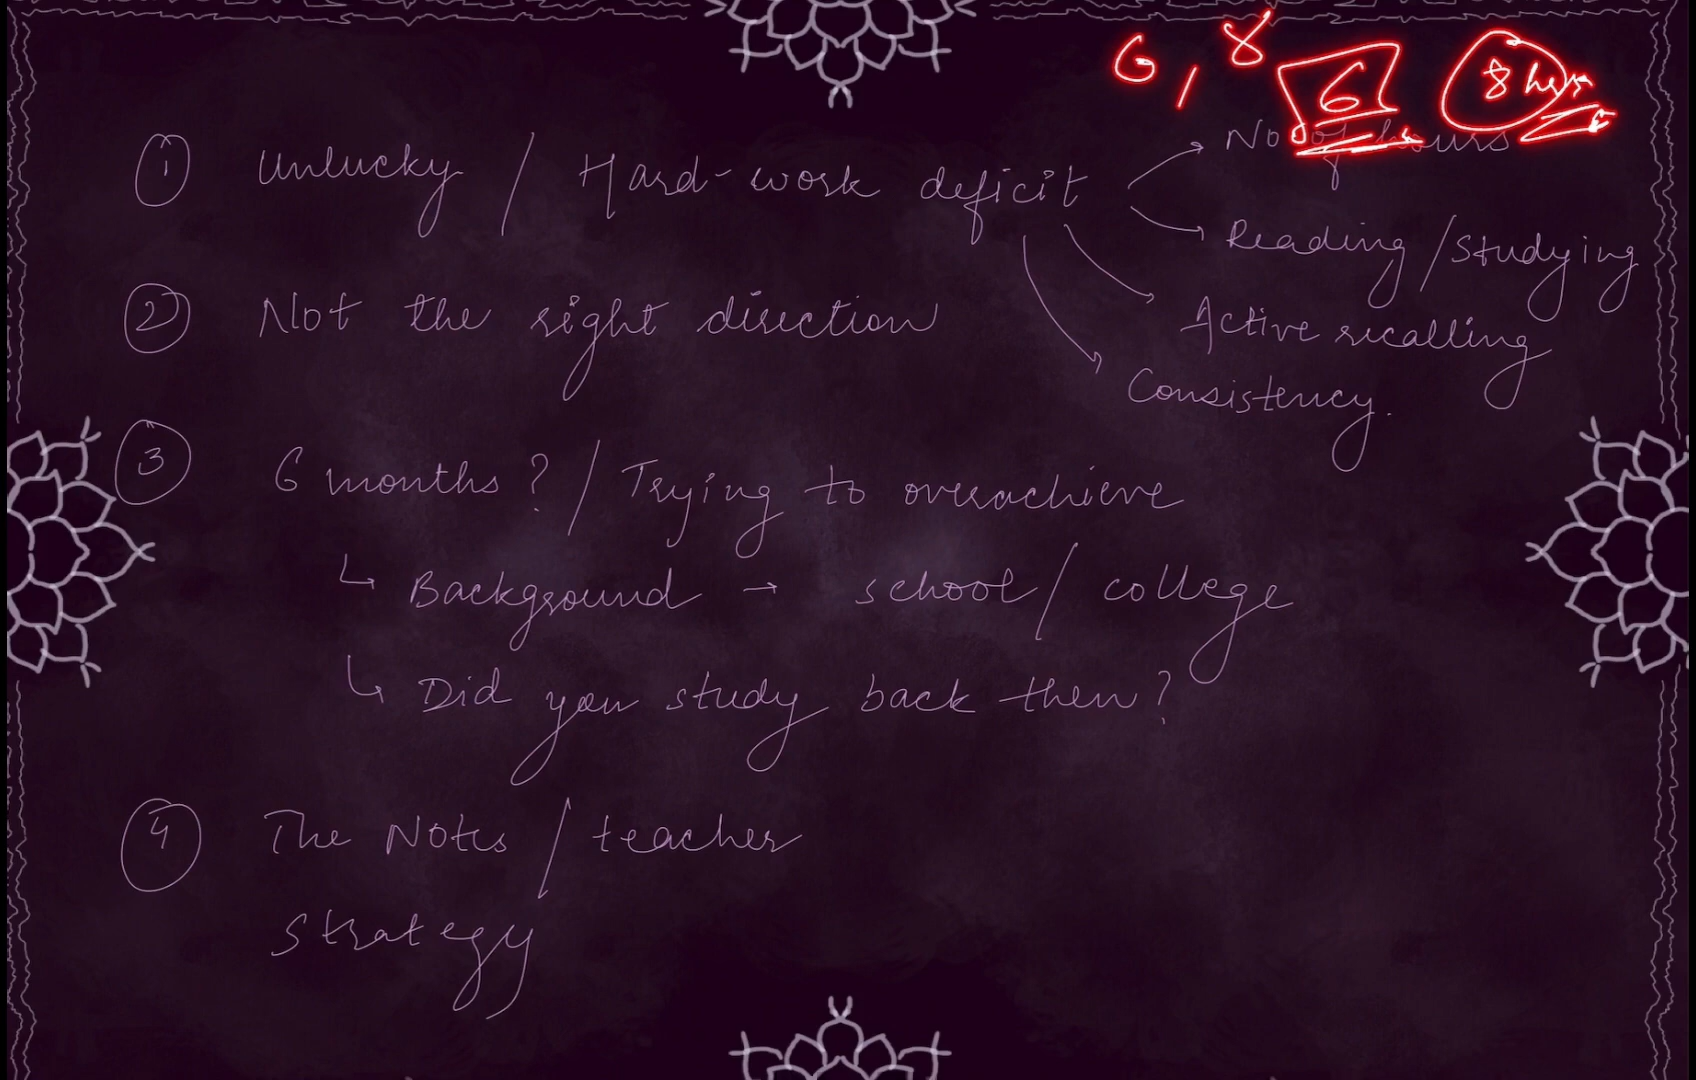 6, 8 6 8 hrs
① Unlucky / Hard-work deficit
No of hours
Reading / Studying
Active recalling
Consistency.
② Not the right direction
③ 6 months? / Trying to overachieve
↳ Background → school / college
↳ Did you study back then?
④ The Notes / teacher
strategy